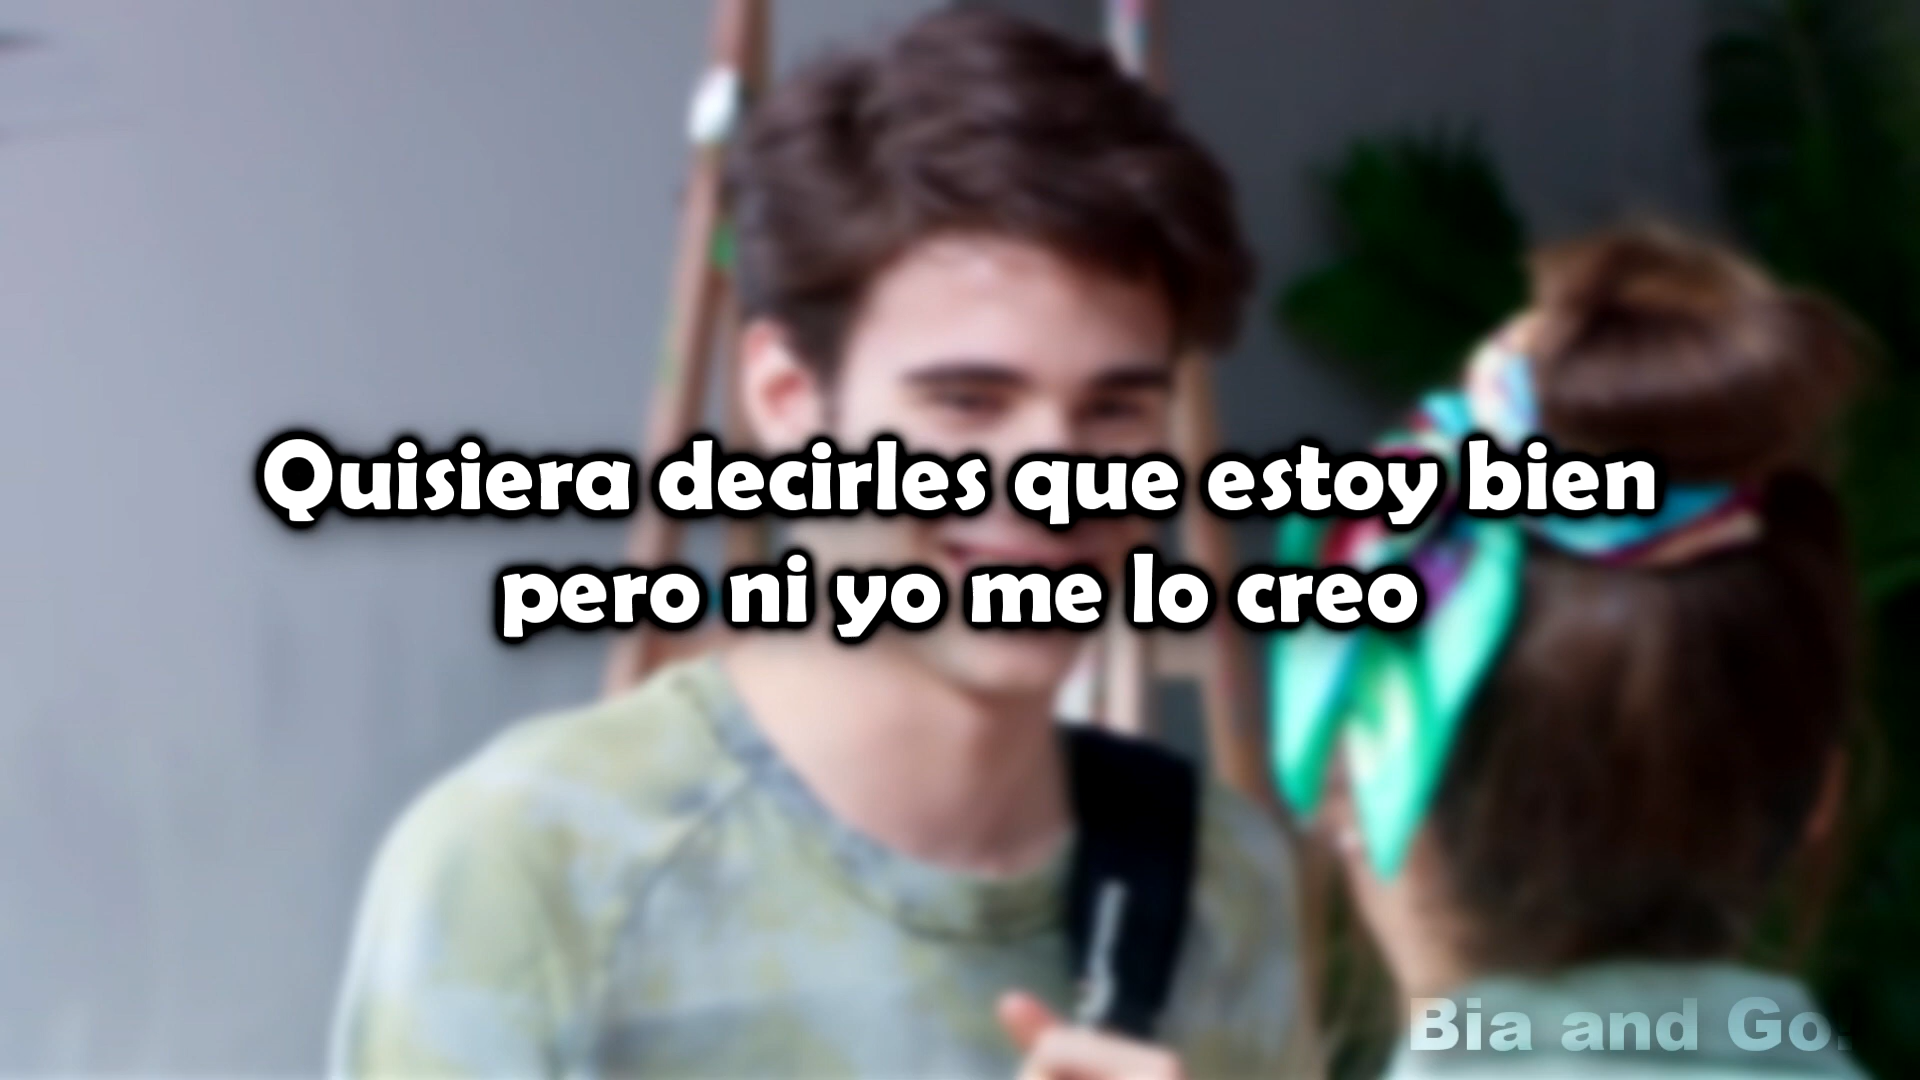 Quisiera decirles que estoy bien
pero ni yo me lo creo
Bia and Go!